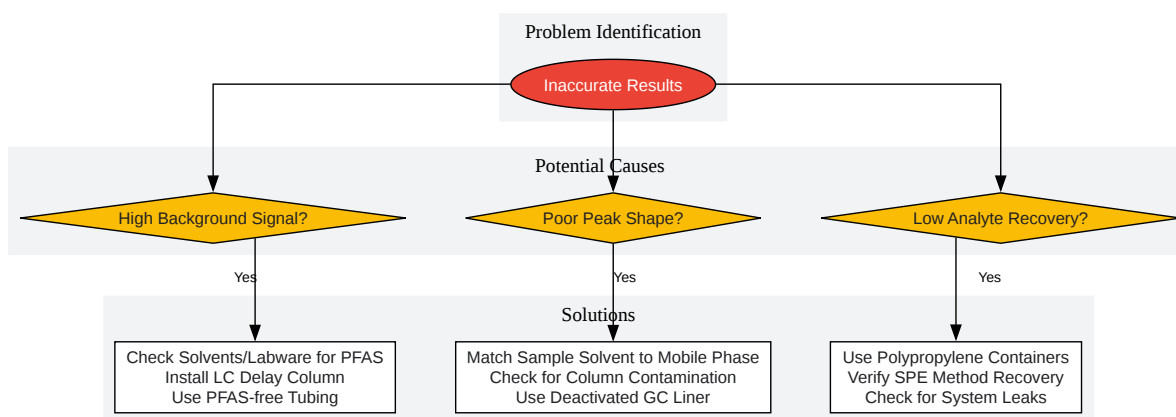 Problem Identification
Inaccurate Results
Potential Causes
High Background Signal?
Poor Peak Shape?
Low Analyte Recovery?
Yes
Yes
Yes
Solutions
Check Solvents/Labware for PFAS
Install LC Delay Column
Use PFAS-free Tubing
Match Sample Solvent to Mobile Phase
Check for Column Contamination
Use Deactivated GC Liner
Use Polypropylene Containers
Verify SPE Method Recovery
Check for System Leaks